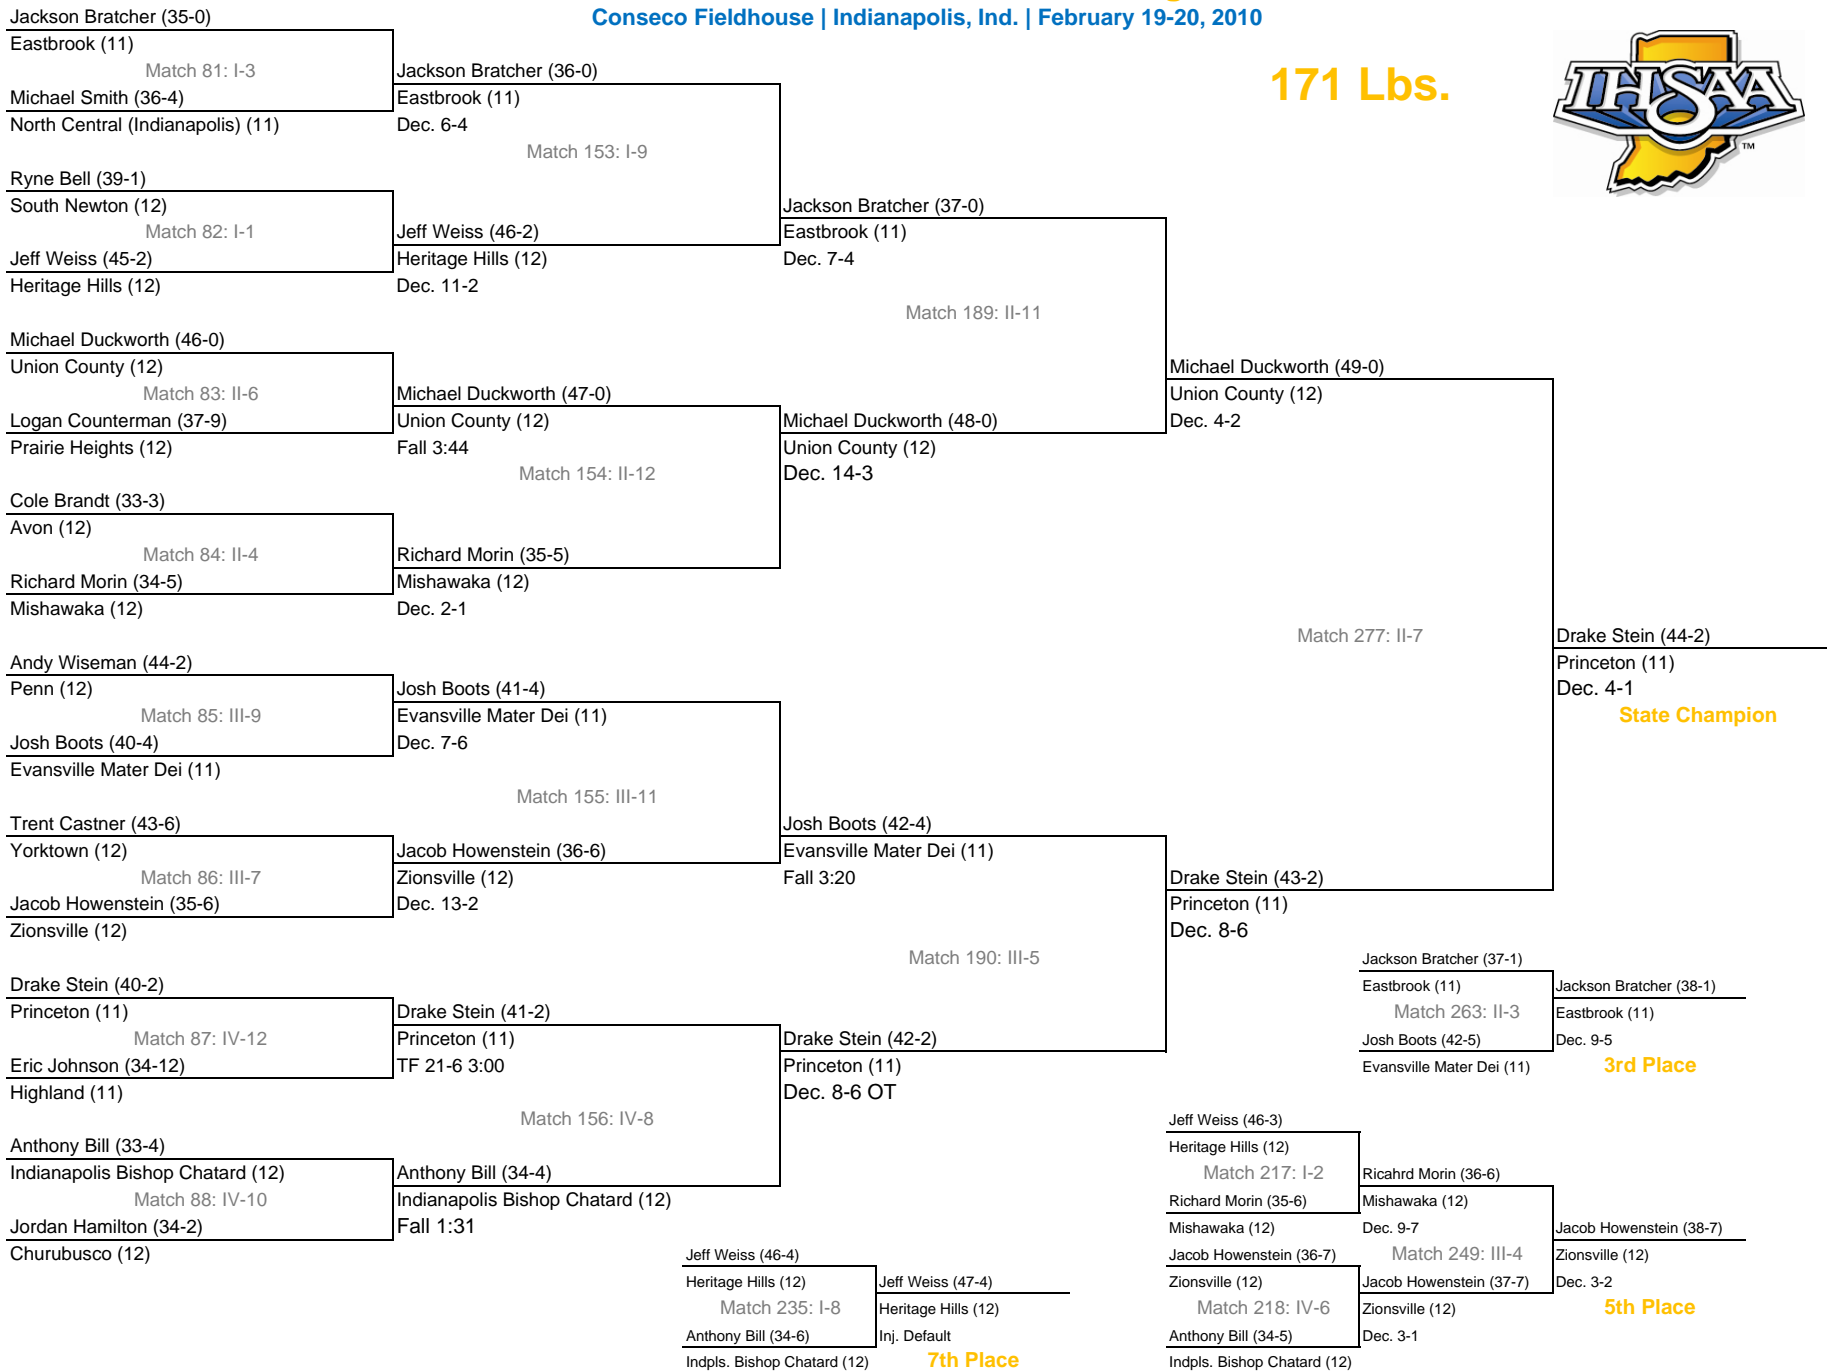 Conseco Fieldhouse | Indianapolis, Ind. | February 19-20, 2010
171 Lbs.
IHSAA
TM
Jackson Bratcher (35-0)
Eastbrook (11)
Match 81: I-3
Michael Smith (36-4)
North Central (Indianapolis) (11)
Ryne Bell (39-1)
South Newton (12)
Match 82: I-1
Jeff Weiss (45-2)
Heritage Hills (12)
Michael Duckworth (46-0)
Union County (12)
Match 83: II-6
Logan Counterman (37-9)
Prairie Heights (12)
Cole Brandt (33-3)
Avon (12)
Match 84: II-4
Richard Morin (34-5)
Mishawaka (12)
Andy Wiseman (44-2)
Penn (12)
Match 85: III-9
Josh Boots (40-4)
Evansville Mater Dei (11)
Trent Castner (43-6)
Yorktown (12)
Match 86: III-7
Jacob Howenstein (35-6)
Zionsville (12)
Drake Stein (40-2)
Princeton (11)
Match 87: IV-12
Eric Johnson (34-12)
Highland (11)
Anthony Bill (33-4)
Indianapolis Bishop Chatard (12)
Match 88: IV-10
Jordan Hamilton (34-2)
Churubusco (12)
Jackson Bratcher (36-0)
Eastbrook (11)
Dec. 6-4
Match 153: I-9
Jeff Weiss (46-2)
Heritage Hills (12)
Dec. 11-2
Michael Duckworth (47-0)
Union County (12)
Fall 3:44
Match 154: II-12
Richard Morin (35-5)
Mishawaka (12)
Dec. 2-1
Josh Boots (41-4)
Evansville Mater Dei (11)
Dec. 7-6
Match 155: III-11
Jacob Howenstein (36-6)
Zionsville (12)
Dec. 13-2
Drake Stein (41-2)
Princeton (11)
TF 21-6 3:00
Match 156: IV-8
Anthony Bill (34-4)
Indianapolis Bishop Chatard (12)
Fall 1:31
Jackson Bratcher (37-0)
Eastbrook (11)
Dec. 7-4
Match 189: II-11
Michael Duckworth (48-0)
Union County (12)
Dec. 14-3
Josh Boots (42-4)
Evansville Mater Dei (11)
Fall 3:20
Match 190: III-5
Drake Stein (42-2)
Princeton (11)
Dec. 8-6 OT
Michael Duckworth (49-0)
Union County (12)
Dec. 4-2
Match 277: II-7
Drake Stein (43-2)
Princeton (11)
Dec. 8-6
Drake Stein (44-2)
Princeton (11)
Dec. 4-1
State Champion
Jackson Bratcher (37-1)
Eastbrook (11)
Match 263: II-3
Josh Boots (42-5)
Evansville Mater Dei (11)
Jackson Bratcher (38-1)
Eastbrook (11)
Dec. 9-5
3rd Place
Jeff Weiss (46-3)
Heritage Hills (12)
Match 217: I-2
Richard Morin (35-6)
Mishawaka (12)
Jacob Howenstein (36-7)
Zionsville (12)
Match 218: IV-6
Anthony Bill (34-5)
Indpls. Bishop Chatard (12)
Ricahrd Morin (36-6)
Mishawaka (12)
Dec. 9-7
Match 249: III-4
Jacob Howenstein (37-7)
Zionsville (12)
Dec. 3-1
Jacob Howenstein (38-7)
Zionsville (12)
Dec. 3-2
5th Place
Jeff Weiss (46-4)
Heritage Hills (12)
Match 235: I-8
Anthony Bill (34-6)
Indpls. Bishop Chatard (12)
Jeff Weiss (47-4)
Heritage Hills (12)
Inj. Default
7th Place